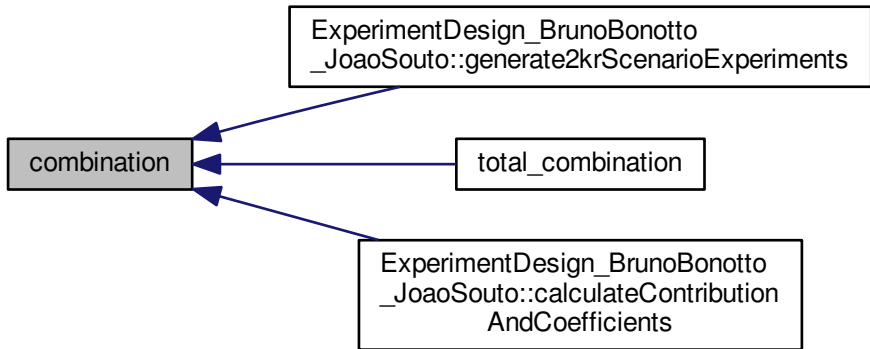 ExperimentDesign_BrunoBonotto
_JoaoSouto::generate2krScenarioExperiments
combination
total_combination
ExperimentDesign_BrunoBonotto
_JoaoSouto::calculateContribution
AndCoefficients